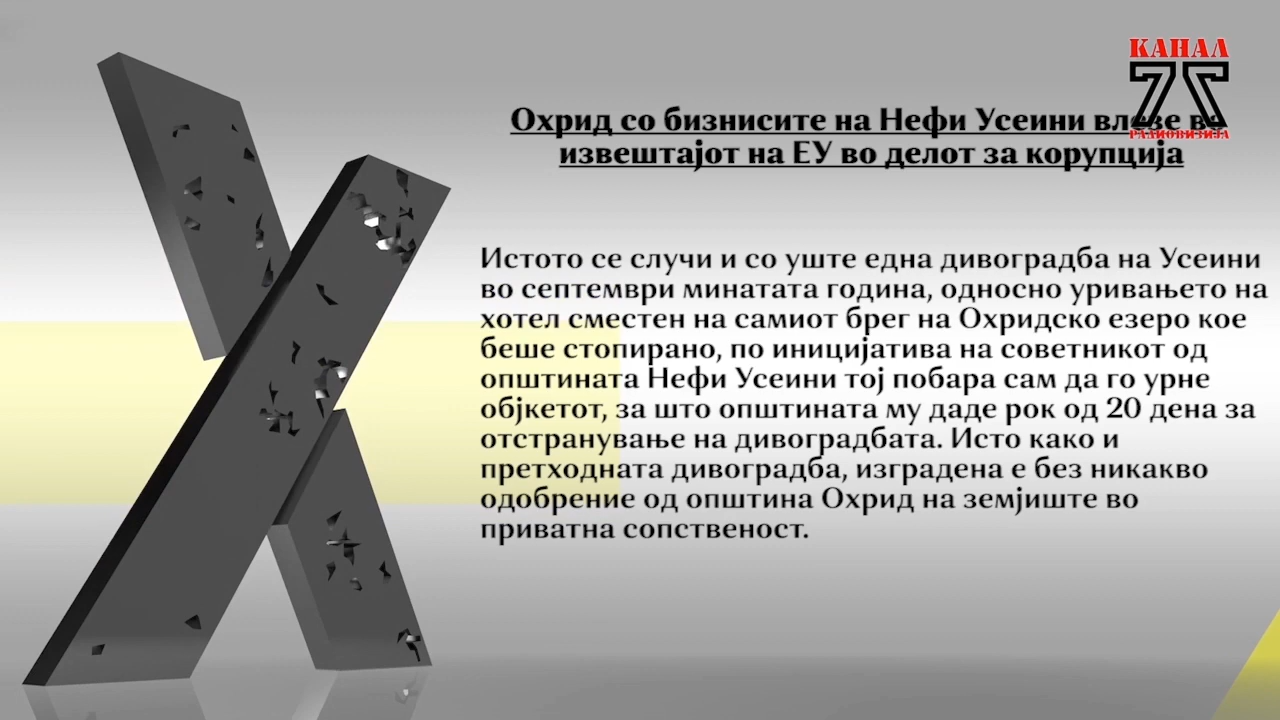 КАНАЛ
77
РАДИОВИЗИЈА
Охрид со бизнисите на Нефи Усеини влезе во
извештајот на ЕУ во делот за корупција
Истото се случи и со уште една дивоградба на Усеини
во септември минатата година, односно уривањето на
хотел сместен на самиот брег на Охридско езеро кое
беше стопирано, по иницијатива на советникот од
општината Нефи Усеини тој побара сам да го урне
објкетот, за што општината му даде рок од 20 дена за
отстранување на дивоградбата. Исто како и
претходната дивоградба, изградена е без никакво
одобрение од општина Охрид на земјиште во
приватна сопственост.